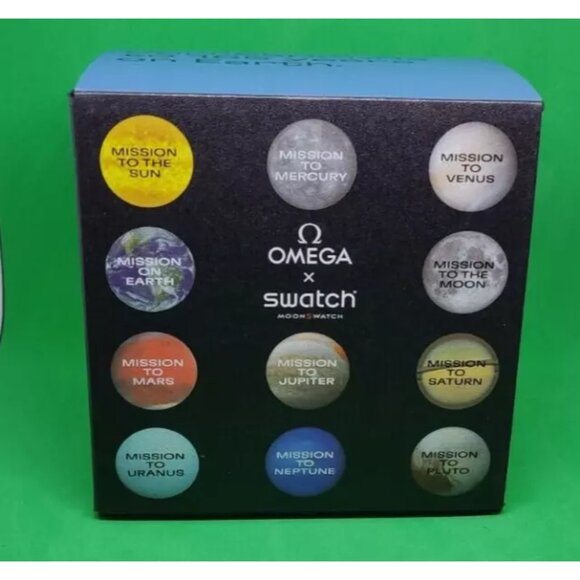 on Earth.
MISSION
TO THE
SUN
MISSION
TO
MERCURY
MISSION
TO
VENUS
MISSION
ON
EARTH
Ω
OMEGA
x
swatch
MOONSWATCH
MISSION
TO THE
MOON
MISSION
TO
MARS
MISSION
TO
JUPITER
MISSION
TO
SATURN
MISSION
TO
URANUS
MISSION
TO
NEPTUNE
MISSION
TO
PLUTO